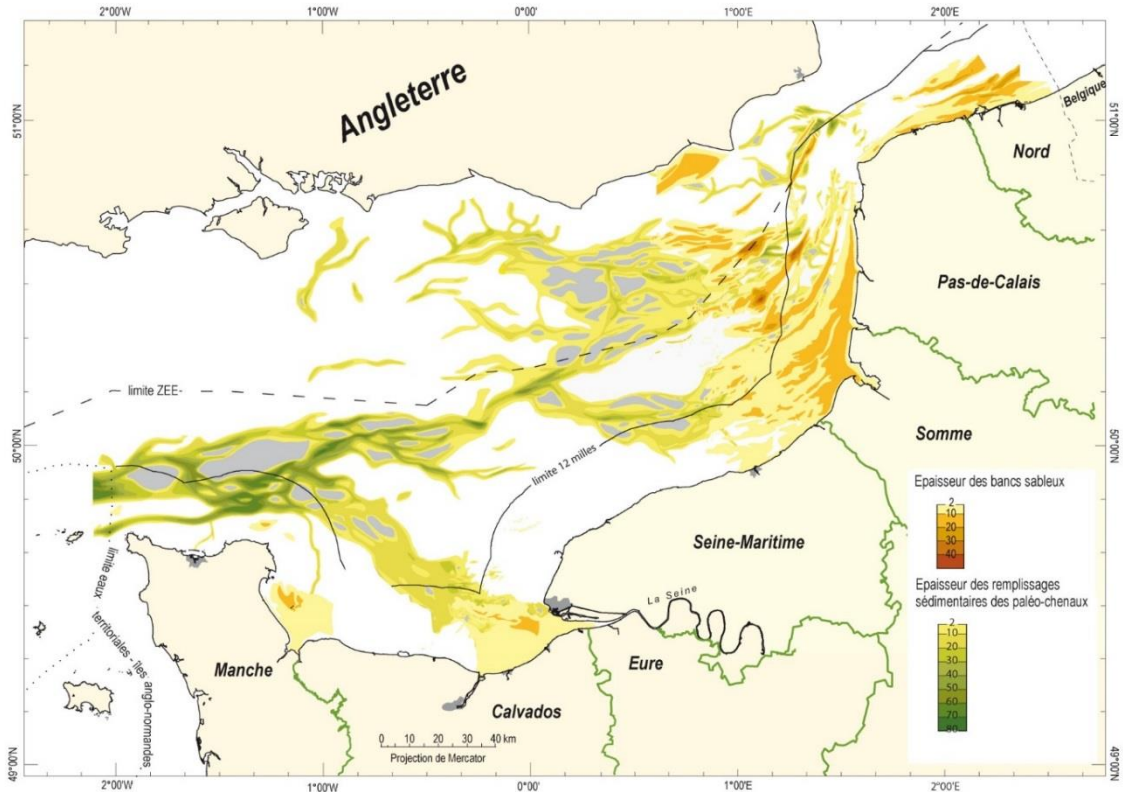 2°00'W
1°00'W
0°00'
1°00'E
2°00'E
51°00'N
51°00'N
Angleterre
Belgique
Nord
Pas-de-Calais
limite ZEE
50°00'N
50°00'N
Somme
limite 12 milles
Epaisseur des bancs sableux
2
10
20
30
40
Seine-Maritime
La Seine
Epaisseur des remplissages
sédimentaires des paléo-chenaux
2
10
20
30
40
50
60
70
80
limite eaux
territoriales - îles anglo-normandes
Manche
Eure
Calvados
0 10 20 30 40 km
Projection de Mercator
49°00'N
49°00'N
2°00'W
1°00'W
0°00'
1°00'E
2°00'E